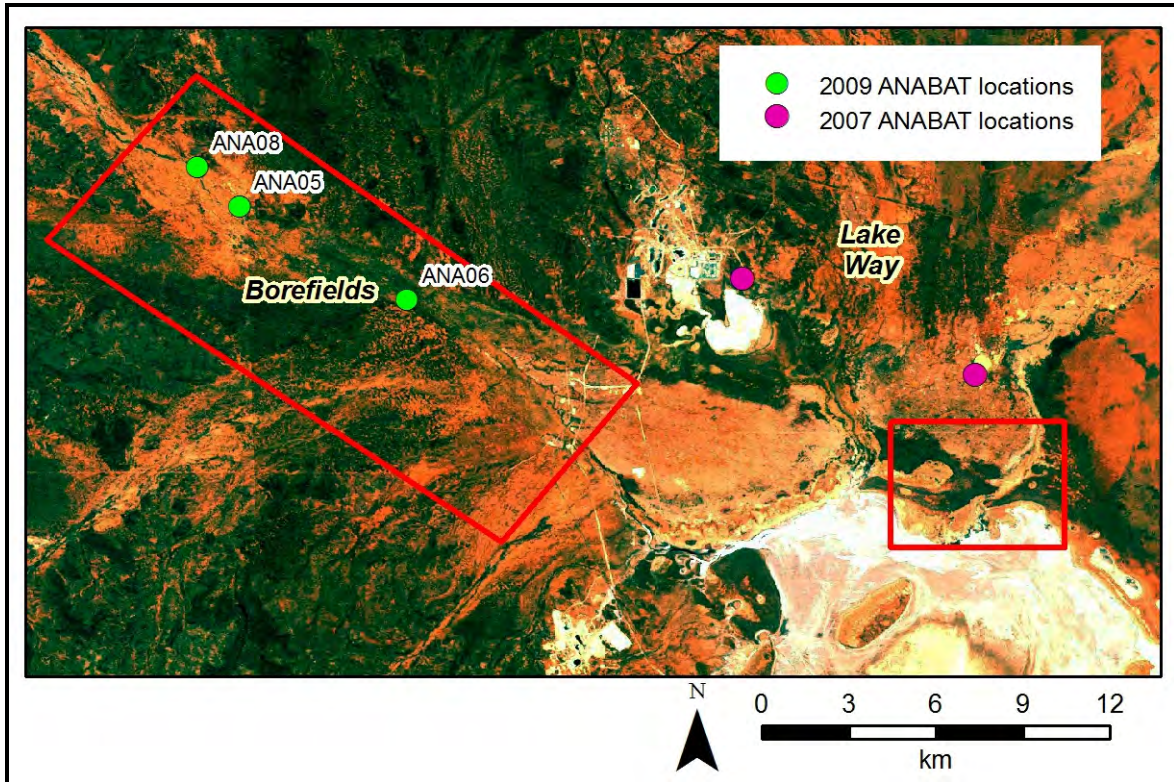 2009 ANABAT locations
2007 ANABAT locations
ANA08
ANA05
ANA06
Borefields
Lake
Way
N
0 3 6 9 12
km